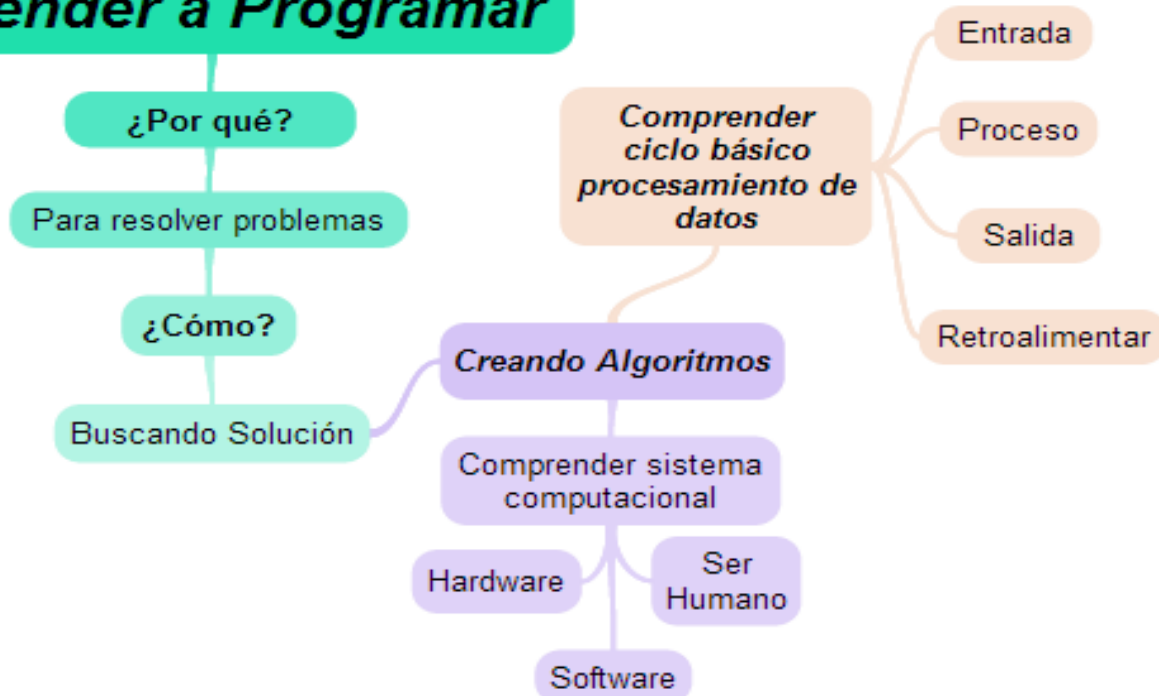 ender a Programar
¿Por qué?
Para resolver problemas
¿Cómo?
Buscando Solución
Creando Algoritmos
Comprender
ciclo básico
procesamiento de
datos
Entrada
Proceso
Salida
Retroalimentar
Comprender sistema
computacional
Hardware
Ser
Humano
Software